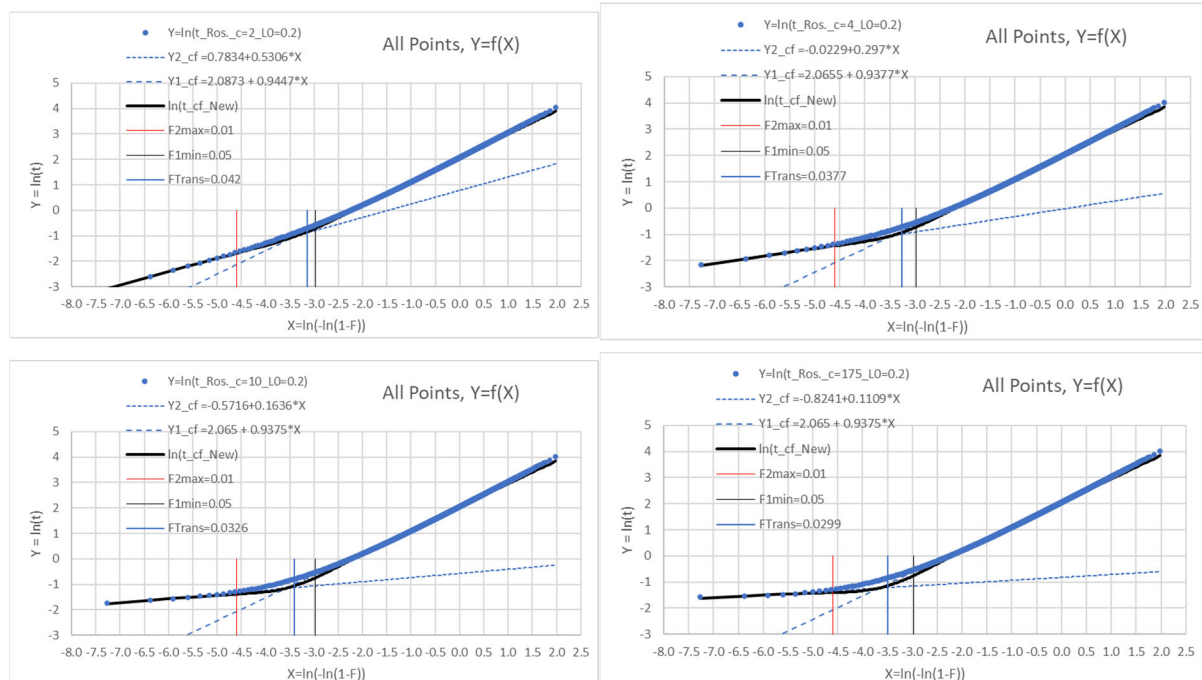 Y=ln(t_Ros._c=2_L0=0.2)
All Points, Y=f(X)
Y2_cf =0.7834+0.5306*X
Y1_cf =2.0873 + 0.9447*X
ln(t_cf_New)
F2max=0.01
F1min=0.05
FTrans=0.042
Y = ln(t)
5
4
3
2
1
0
-1
-2
-3
-8.0 -7.5 -6.5 -6.0 -5.5 -5.0 -4.5 -4.0 -3.5 -3.0 -2.5 -1.5 -1.0 -0.5 0.0 0.5 1.0 1.5 2.0 2.5
X=ln(-ln(1-F))
Y=ln(t_Ros._c=4_L0=0.2)
All Points, Y=f(X)
Y2_cf =-0.0229+0.297*X
Y1_cf =2.0655 + 0.9377*X
ln(t_cf_New)
F2max=0.01
F1min=0.05
FTrans=0.0377
Y = ln(t)
5
4
3
2
1
0
-1
-2
-3
-8.0 -7.5 -6.5 -6.0 -5.5 -5.0 -4.5 -4.0 -3.5 -3.0 -2.5 -1.5 -1.0 -0.5 0.0 0.5 1.0 1.5 2.0 2.5
X=ln(-ln(1-F))
Y=ln(t_Ros._c=10_L0=0.2)
All Points, Y=f(X)
Y2_cf =-0.5716+0.1636*X
Y1_cf =2.065 + 0.9375*X
ln(t_cf_New)
F2max=0.01
F1min=0.05
FTrans=0.0326
Y = ln(t)
5
4
3
2
1
0
-1
-2
-3
-8.0 -7.5 -6.5 -6.0 -5.5 -5.0 -4.5 -4.0 -3.5 -3.0 -2.5 -1.5 -1.0 -0.5 0.0 0.5 1.0 1.5 2.0 2.5
X=ln(-ln(1-F))
Y=ln(t_Ros._c=175_L0=0.2)
All Points, Y=f(X)
Y2_cf =-0.8241+0.1109*X
Y1_cf =2.065 + 0.9375*X
ln(t_cf_New)
F2max=0.01
F1min=0.05
FTrans=0.0299
Y = ln(t)
5
4
3
2
1
0
-1
-2
-3
-8.0 -7.5 -6.5 -6.0 -5.5 -5.0 -4.5 -4.0 -3.5 -3.0 -2.5 -1.5 -1.0 -0.5 0.0 0.5 1.0 1.5 2.0 2.5
X=ln(-ln(1-F))